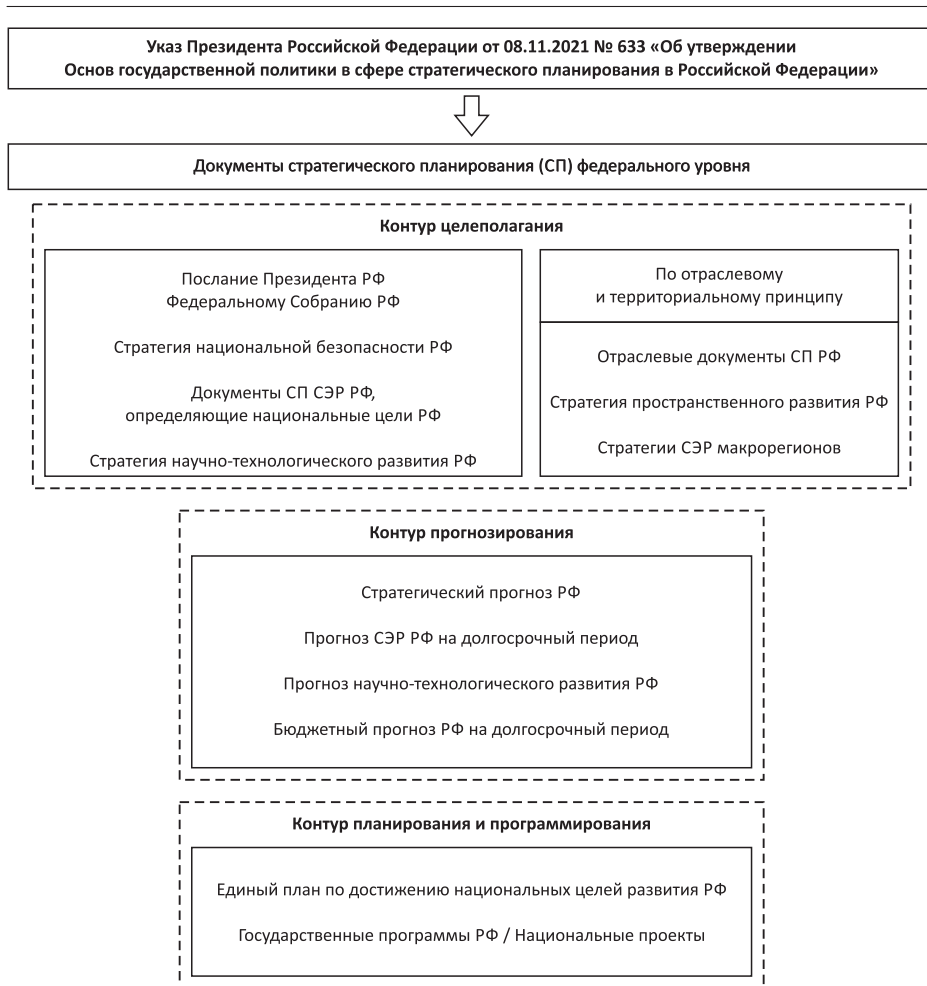 Указ Президента Российской Федерации от 08.11.2021 № 633 «Об утверждении
Основ государственной политики в сфере стратегического планирования в Российской Федерации»
Документы стратегического планирования (СП) федерального уровня
Контур целеполагания
Послание Президента РФ
Федеральному Собранию РФ
Стратегия национальной безопасности РФ
Документы СП СЭР РФ,
определяющие национальные цели РФ
Стратегия научно-технологического развития РФ
По отраслевому
и территориальному принципу
Отраслевые документы СП РФ
Стратегия пространственного развития РФ
Стратегии СЭР макрорегионов
Контур прогнозирования
Стратегический прогноз РФ
Прогноз СЭР РФ на долгосрочный период
Прогноз научно-технологического развития РФ
Бюджетный прогноз РФ на долгосрочный период
Контур планирования и программирования
Единый план по достижению национальных целей развития РФ
Государственные программы РФ / Национальные проекты